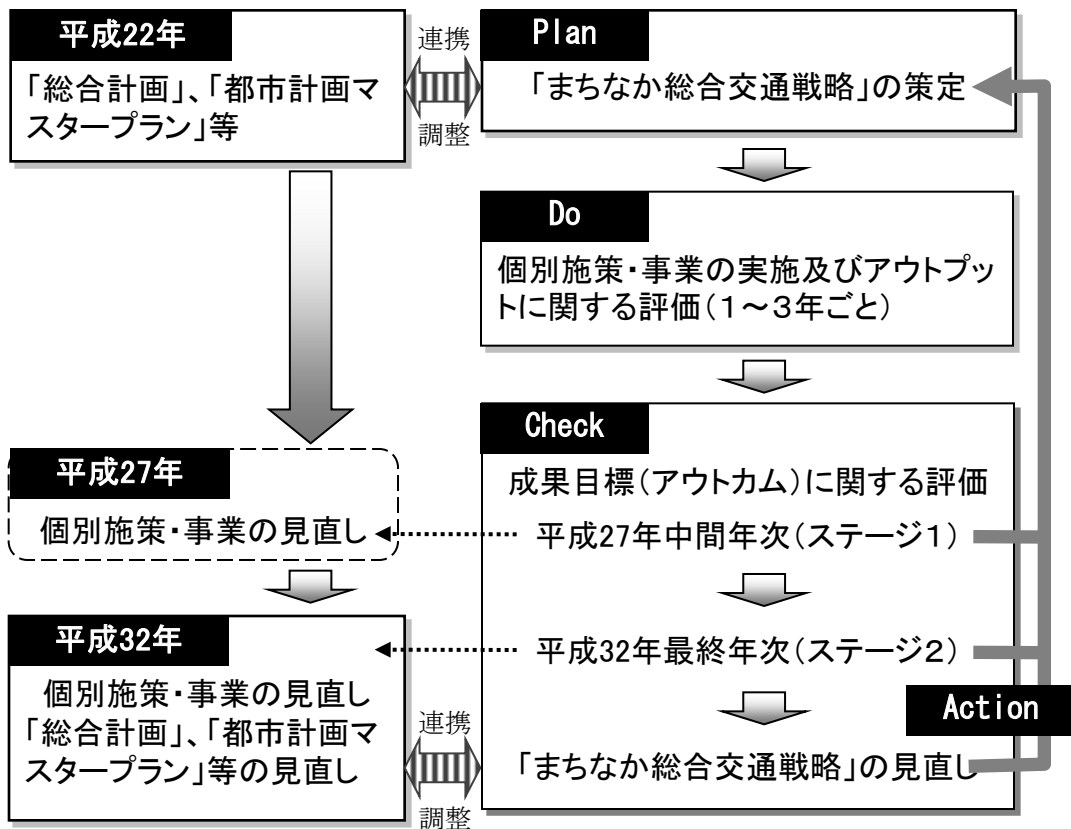 平成22年
「総合計画」、「都市計画マ
スタープラン」等
連携
調整
Plan
「まちなか総合交通戦略」の策定
Do
個別施策・事業の実施及びアウトプッ
トに関する評価(１～３年ごと)
Check
成果目標(アウトカム)に関する評価
平成27年中間年次(ステージ１)
平成32年最終年次(ステージ２)
「まちなか総合交通戦略」の見直し
Action
平成27年
個別施策・事業の見直し
平成32年
個別施策・事業の見直し
「総合計画」、「都市計画マ
スタープラン」等の見直し
連携
調整